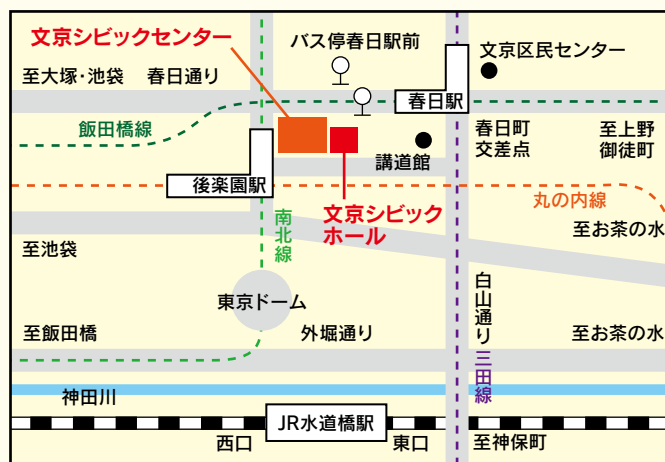 文京シビックセンター
バス停春日駅前
文京区民センター
至大塚・池袋
春日通り
春日駅
飯田橋線
春日町
交差点
至上野
御徒町
講道館
後楽園駅
丸の内線
文京シビック
ホール
南北線
至お茶の水
至池袋
白山通り
東京ドーム
至飯田橋
外堀通り
至お茶の水
三田線
神田川
JR水道橋駅
西口
東口
至神保町